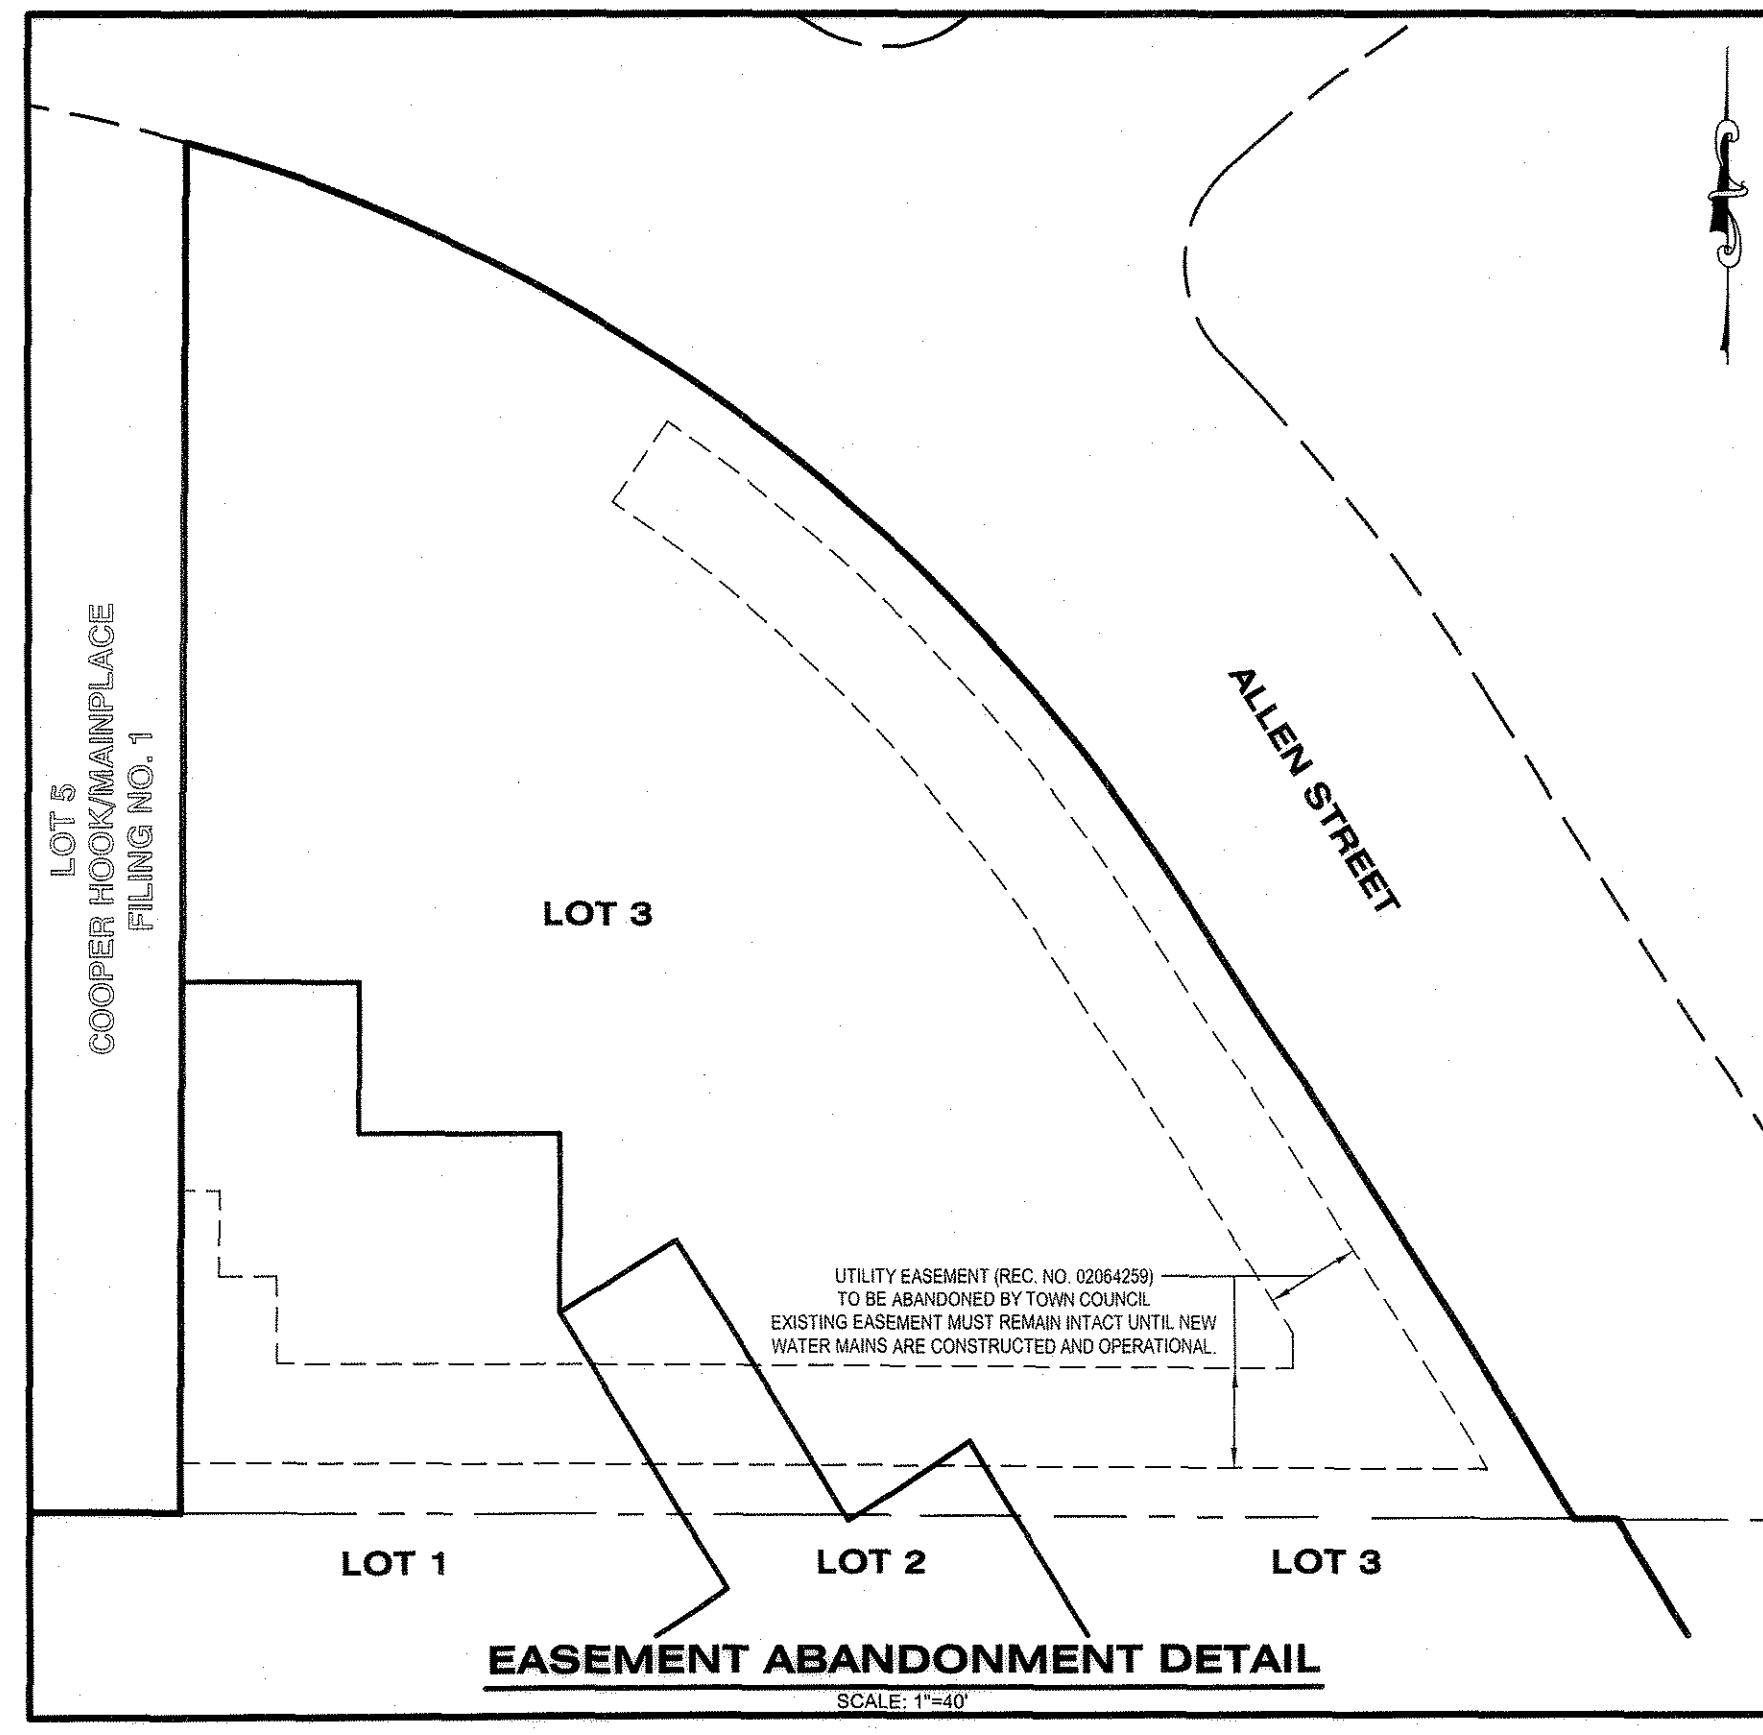 LOT 5
COOPER HOOK/MAINPLACE
FILING NO. 1
ALLEN STREET
LOT 3
UTILITY EASEMENT (REC. NO. 02064259)
TO BE ABANDONED BY TOWN COUNCIL
EXISTING EASEMENT MUST REMAIN INTACT UNTIL NEW
WATER MAINS ARE CONSTRUCTED AND OPERATIONAL.
LOT 1
LOT 2
LOT 3
EASEMENT ABANDONMENT DETAIL
SCALE: 1"=40'